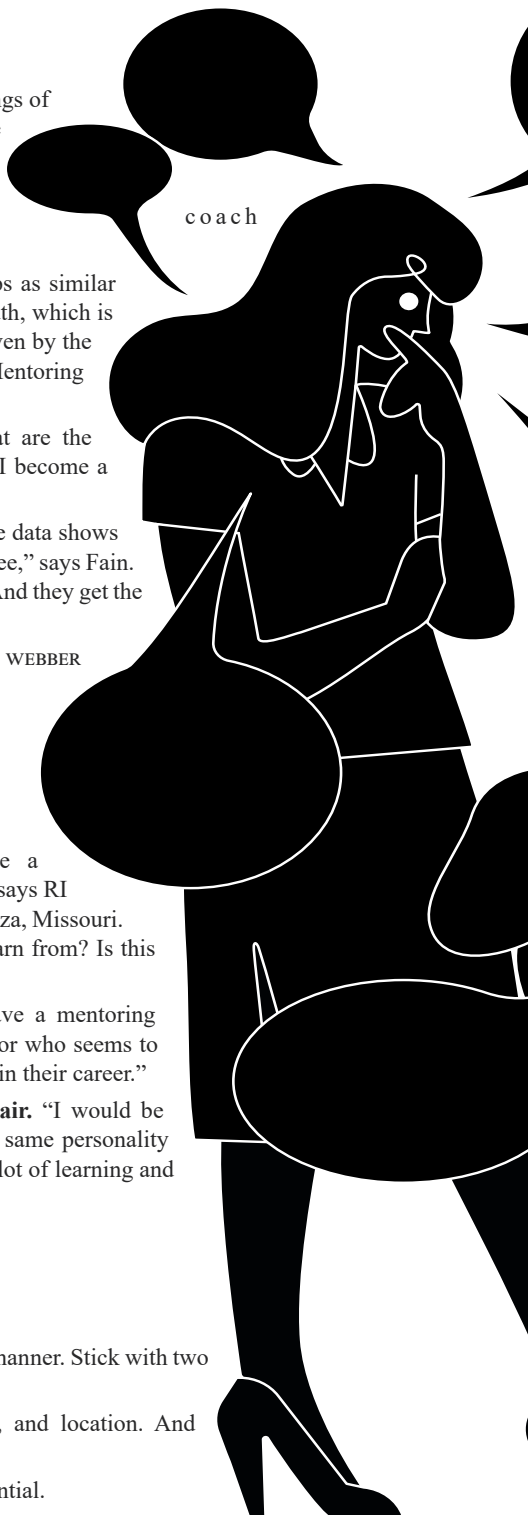 gs of
coach
s as similar
th, which is
ven by the
Mentoring
at are the
I become a
e data shows
ee,” says Fain.
And they get the
WEBBER
e a
says RI
za, Missouri.
arn from? Is this
ave a mentoring
or who seems to
in their career.”
air. “I would be
same personality
lot of learning and
manner. Stick with two
, and location. And
ntial.